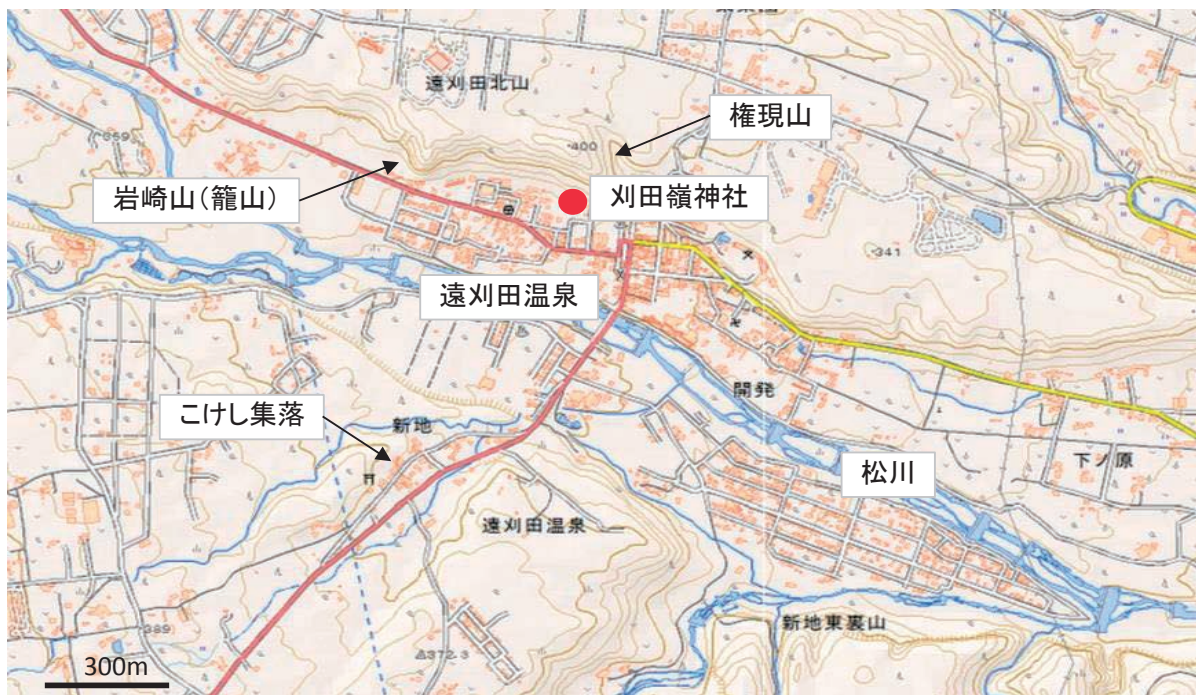 遠刈田北山
権現山
・400
・369
岩崎山(籠山)
刈田嶺神社
・341
遠刈田温泉
開発
こけし集落
新地
下ノ原
松川
遠刈田温泉
新地東裏山
・389
△372.3
300m